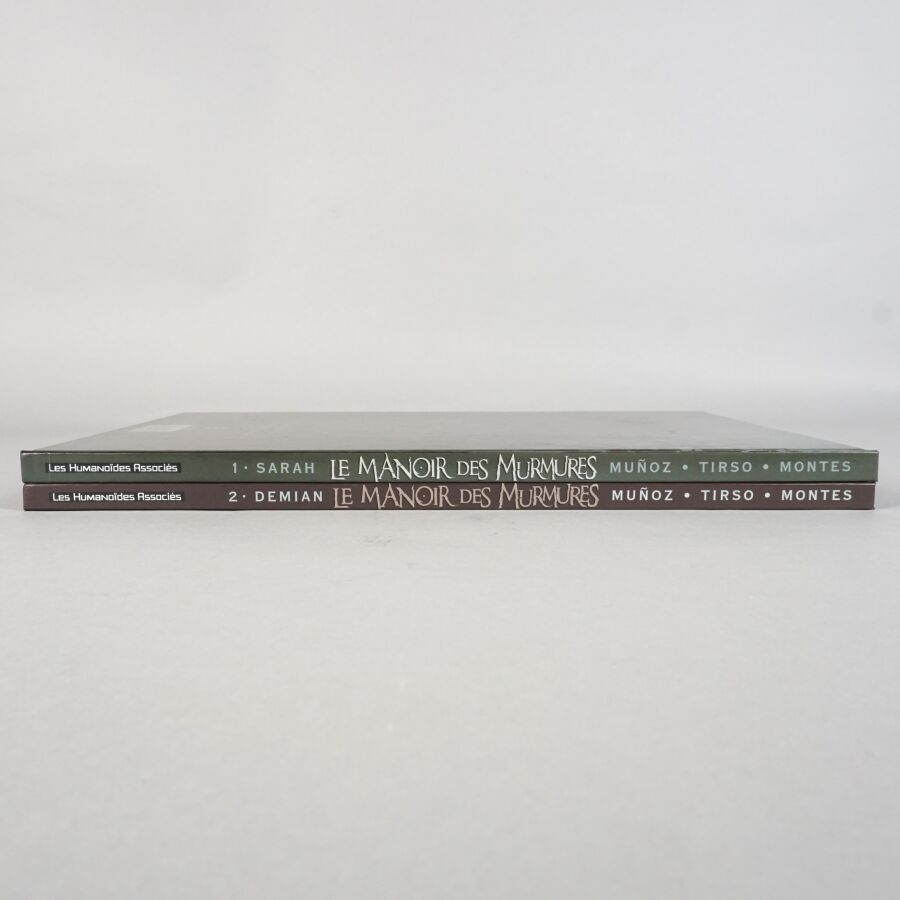 Les Humanoïdes Associés 1 · SARAH LE MANOIR DES MURMURES MUÑOZ • TIRSO • MONTES
Les Humanoïdes Associés 2 · DEMIAN LE MANOIR DES MURMURES MUÑOZ • TIRSO • MONTES